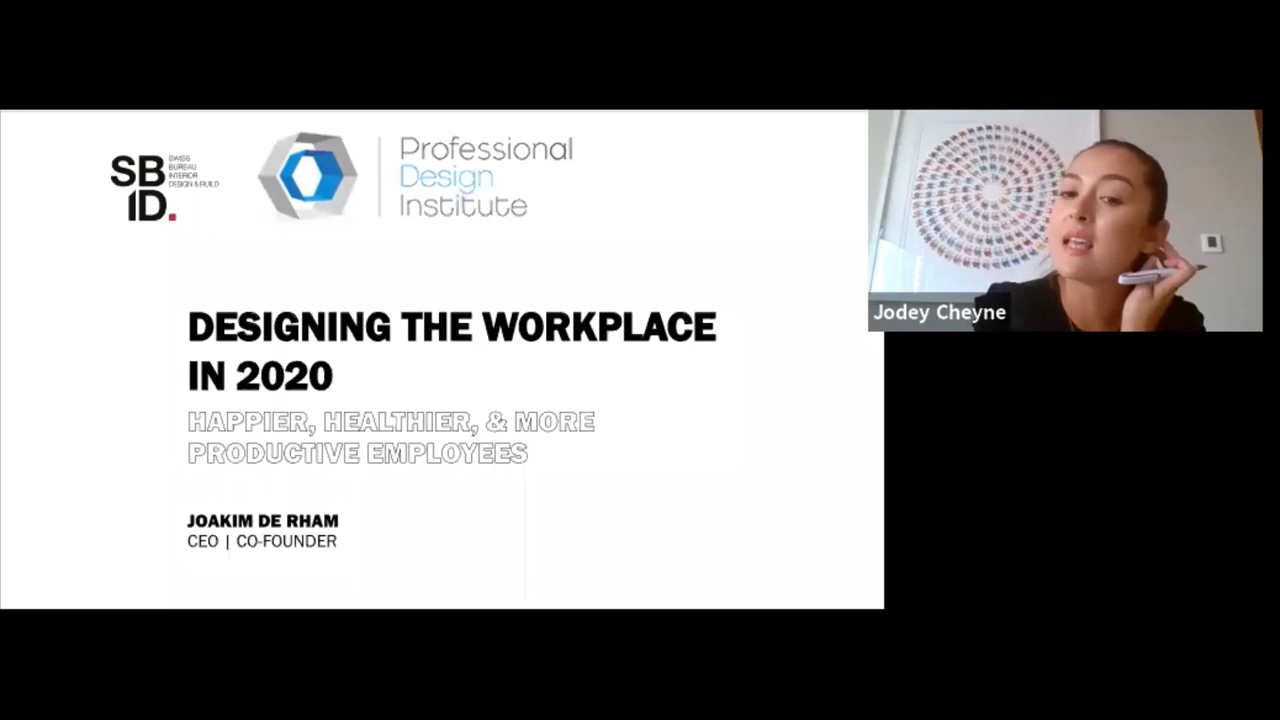 SB
ID.
SWISS
BUREAU
INTERIOR
DESIGN & BUILD
Professional
Design
Institute
DESIGNING THE WORKPLACE
IN 2020
HAPPIER, HEALTHIER, & MORE
PRODUCTIVE EMPLOYEES
JOAKIM DE RHAM
CEO | CO-FOUNDER
Jodey Cheyne